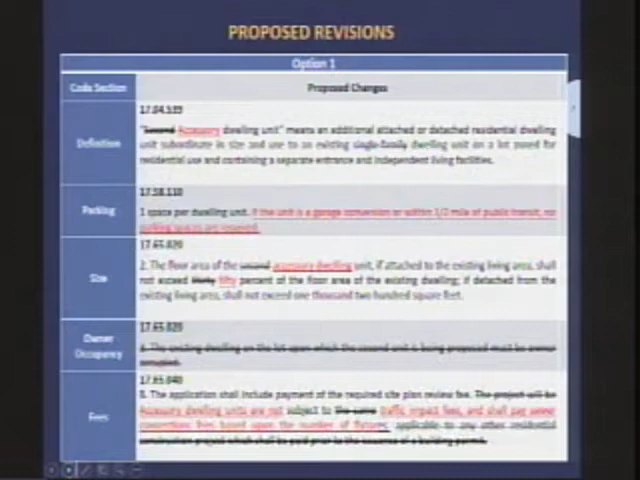 PROPOSED REVISIONS
Option 1
Code Section
Proposed Changes
Definition
17.04.539
"Second Accessory dwelling unit" means an additional attached or detached residential dwelling
unit subordinate in size and use to an existing single-family dwelling unit on a lot zoned for
residential use and containing a separate entrance and independent living facilities.
Parking
17.58.110
1 space per dwelling unit. If the unit is a garage conversion or within 1/2 mile of public transit, no
parking spaces are required.
Size
17.65.020
2. The floor area of the second accessory dwelling unit, if attached to the existing living area, shall
not exceed thirty fifty percent of the floor area of the existing dwelling; if detached from the
existing living area, shall not exceed one thousand two hundred square feet.
Owner
Occupancy
17.65.020
The existing dwelling on the lot upon which the second unit is being proposed must be owner
occupied.
Fees
17.65.040
The application shall include payment of the required site plan review fee. The project will be
Accessory dwelling units are not subject to the same traffic impact fees, and shall pay sewer
connections fees based upon the number of fixtures, applicable to any other residential
construction project which shall be paid prior to the issuance of a building permit.